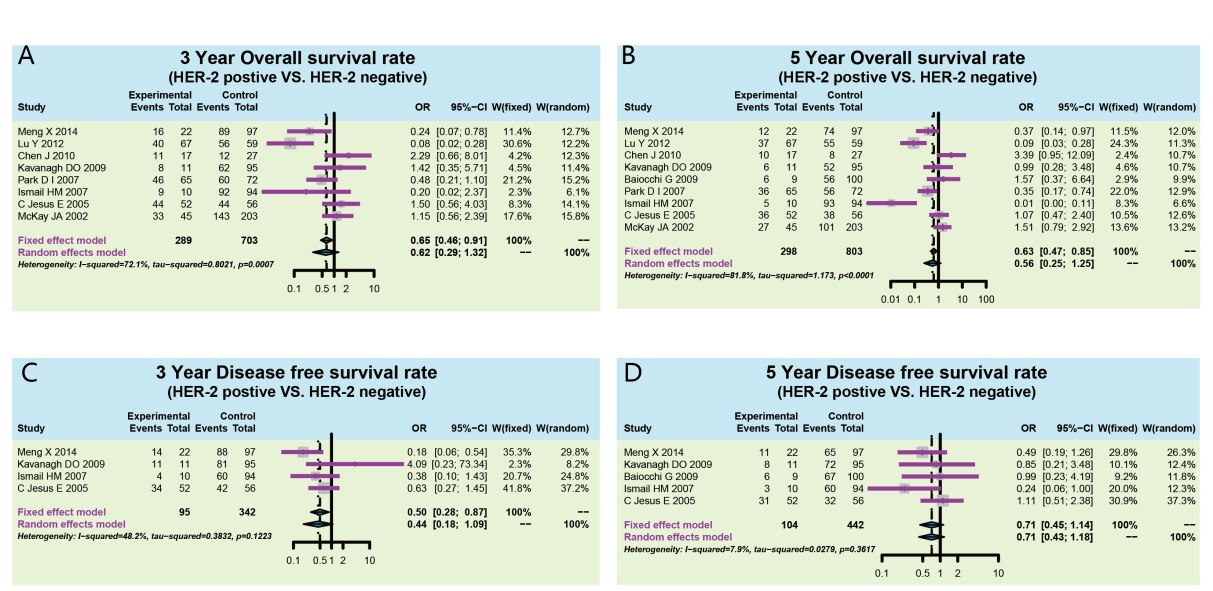 A
3 Year Overall survival rate
(HER-2 postive VS. HER-2 negative)
Experimental Control
Study Events Total Events Total OR 95%−CI W(fixed) W(random)
Meng X 2014 16 22 89 97 0.24 [0.07; 0.78] 11.4% 12.7%
Lu Y 2012 40 67 56 59 0.08 [0.02; 0.28] 30.6% 12.2%
Chen J 2010 11 17 12 27 2.29 [0.66; 8.01] 4.2% 12.3%
Kavanagh DO 2009 8 11 62 95 1.42 [0.35; 5.71] 4.5% 11.4%
Park D I 2007 46 65 60 72 0.48 [0.21; 1.10] 21.2% 15.2%
Ismail HM 2007 9 10 92 94 0.20 [0.02; 2.37] 2.3% 6.1%
C Jesus E 2005 44 52 44 56 1.50 [0.56; 4.03] 8.3% 14.1%
McKay JA 2002 33 45 143 203 1.15 [0.56; 2.39] 17.6% 15.8%
Fixed effect model 289 703 0.65 [0.46; 0.91] 100% −−
Random effects model 0.62 [0.29; 1.32] −− 100%
Heterogeneity: I−squared=72.1%, tau−squared=0.8021, p=0.0007
0.1 0.5 1 2 10
B
5 Year Overall survival rate
(HER-2 postive VS. HER-2 negative)
Experimental Control
Study Events Total Events Total OR 95%−CI W(fixed) W(random)
Meng X 2014 12 22 74 97 0.37 [0.14; 0.97] 11.5% 12.0%
Lu Y 2012 37 67 55 59 0.09 [0.03; 0.28] 24.3% 11.3%
Chen J 2010 10 17 8 27 3.39 [0.95; 12.09] 2.4% 10.7%
Kavanagh DO 2009 6 11 52 95 0.99 [0.28; 3.48] 4.6% 10.7%
Baiocchi G 2009 6 9 56 100 1.57 [0.37; 6.64] 2.9% 9.9%
Park D I 2007 36 65 56 72 0.35 [0.17; 0.74] 22.0% 12.9%
Ismail HM 2007 5 10 93 94 0.01 [0.00; 0.11] 8.3% 6.6%
C Jesus E 2005 36 52 38 56 1.07 [0.47; 2.40] 10.5% 12.6%
McKay JA 2002 27 45 101 203 1.51 [0.79; 2.92] 13.6% 13.2%
Fixed effect model 298 803 0.63 [0.47; 0.85] 100% −−
Random effects model 0.56 [0.25; 1.25] −− 100%
Heterogeneity: I−squared=81.8%, tau−squared=1.173, p<0.0001
0.01 0.1 1 10 100
C
3 Year Disease free survival rate
(HER-2 postive VS. HER-2 negative)
Experimental Control
Study Events Total Events Total OR 95%−CI W(fixed) W(random)
Meng X 2014 14 22 88 97 0.18 [0.06; 0.54] 35.3% 29.8%
Kavanagh DO 2009 11 11 81 95 4.09 [0.23; 73.34] 2.3% 8.2%
Ismail HM 2007 4 10 60 94 0.38 [0.10; 1.43] 20.7% 24.8%
C Jesus E 2005 34 52 42 56 0.63 [0.27; 1.45] 41.8% 37.2%
Fixed effect model 95 342 0.50 [0.28; 0.87] 100% −−
Random effects model 0.44 [0.18; 1.09] −− 100%
Heterogeneity: I−squared=48.2%, tau−squared=0.3832, p=0.1223
0.1 0.5 1 2 10
D
5 Year Disease free survival rate
(HER-2 postive VS. HER-2 negative)
Experimental Control
Study Events Total Events Total OR 95%−CI W(fixed) W(random)
Meng X 2014 11 22 65 97 0.49 [0.19; 1.26] 29.8% 26.3%
Kavanagh DO 2009 8 11 72 95 0.85 [0.21; 3.48] 10.1% 12.4%
Baiocchi G 2009 6 9 67 100 0.99 [0.23; 4.19] 9.2% 11.8%
Ismail HM 2007 3 10 60 94 0.24 [0.06; 1.00] 20.0% 12.3%
C Jesus E 2005 31 52 32 56 1.11 [0.51; 2.38] 30.9% 37.3%
Fixed effect model 104 442 0.71 [0.45; 1.14] 100% −−
Random effects model 0.71 [0.43; 1.18] −− 100%
Heterogeneity: I−squared=7.9%, tau−squared=0.0279, p=0.3617
0.1 0.5 1 2 10